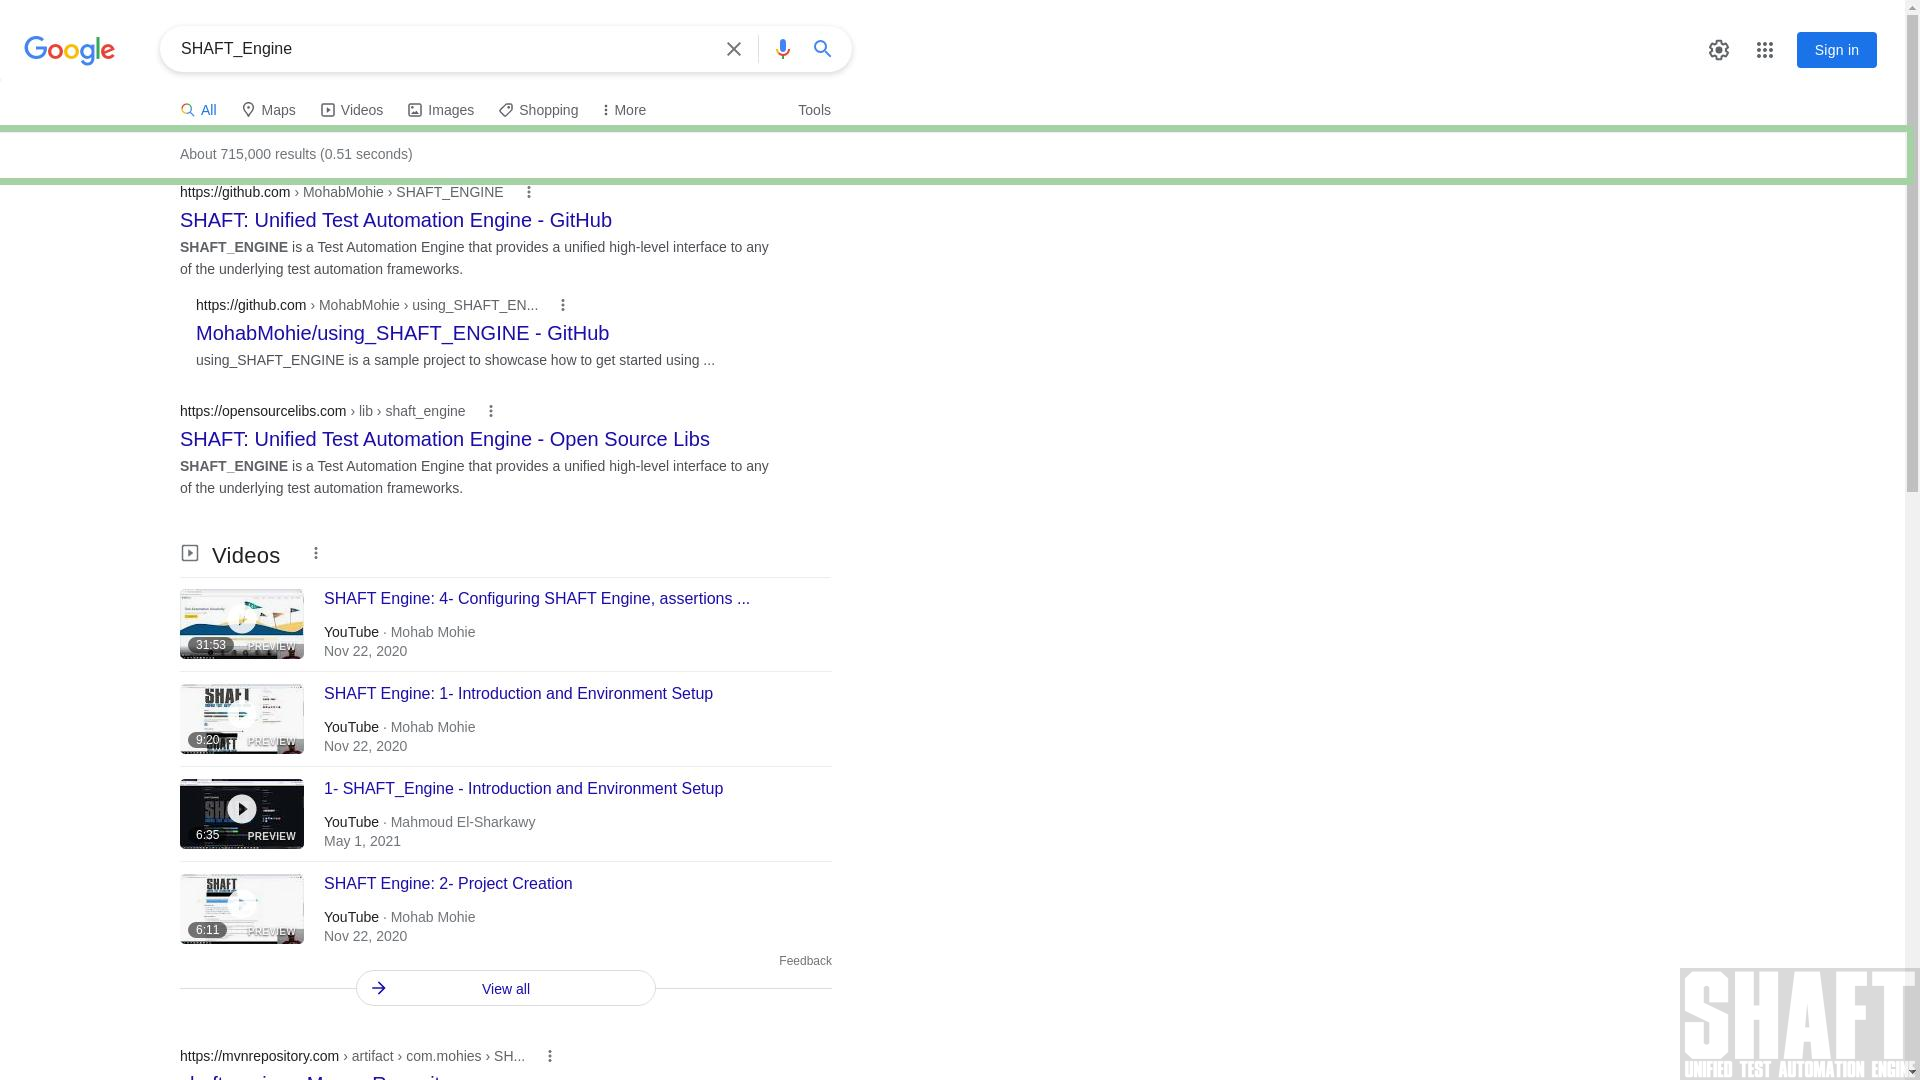 Google
SHAFT_Engine
Sign in
All
Maps
Videos
Images
Shopping
More
Tools
About 715,000 results (0.51 seconds)
https://github.com › MohabMohie › SHAFT_ENGINE
SHAFT: Unified Test Automation Engine - GitHub
SHAFT_ENGINE is a Test Automation Engine that provides a unified high-level interface to any
of the underlying test automation frameworks.
https://github.com › MohabMohie › using_SHAFT_EN...
MohabMohie/using_SHAFT_ENGINE - GitHub
using_SHAFT_ENGINE is a sample project to showcase how to get started using ...
https://opensourcelibs.com › lib › shaft_engine
SHAFT: Unified Test Automation Engine - Open Source Libs
SHAFT_ENGINE is a Test Automation Engine that provides a unified high-level interface to any
of the underlying test automation frameworks.
Videos
31:53
PREVIEW
SHAFT Engine: 4- Configuring SHAFT Engine, assertions ...
YouTube · Mohab Mohie
Nov 22, 2020
SHAFT
9:20
PREVIEW
SHAFT Engine: 1- Introduction and Environment Setup
YouTube · Mohab Mohie
Nov 22, 2020
6:35
PREVIEW
1- SHAFT_Engine - Introduction and Environment Setup
YouTube · Mahmoud El-Sharkawy
May 1, 2021
SHAFT
6:11
PREVIEW
SHAFT Engine: 2- Project Creation
YouTube · Mohab Mohie
Nov 22, 2020
Feedback
View all
https://mvnrepository.com › artifact › com.mohies › SH...
SHAFT
UNIFIED TEST AUTOMATION ENGINE